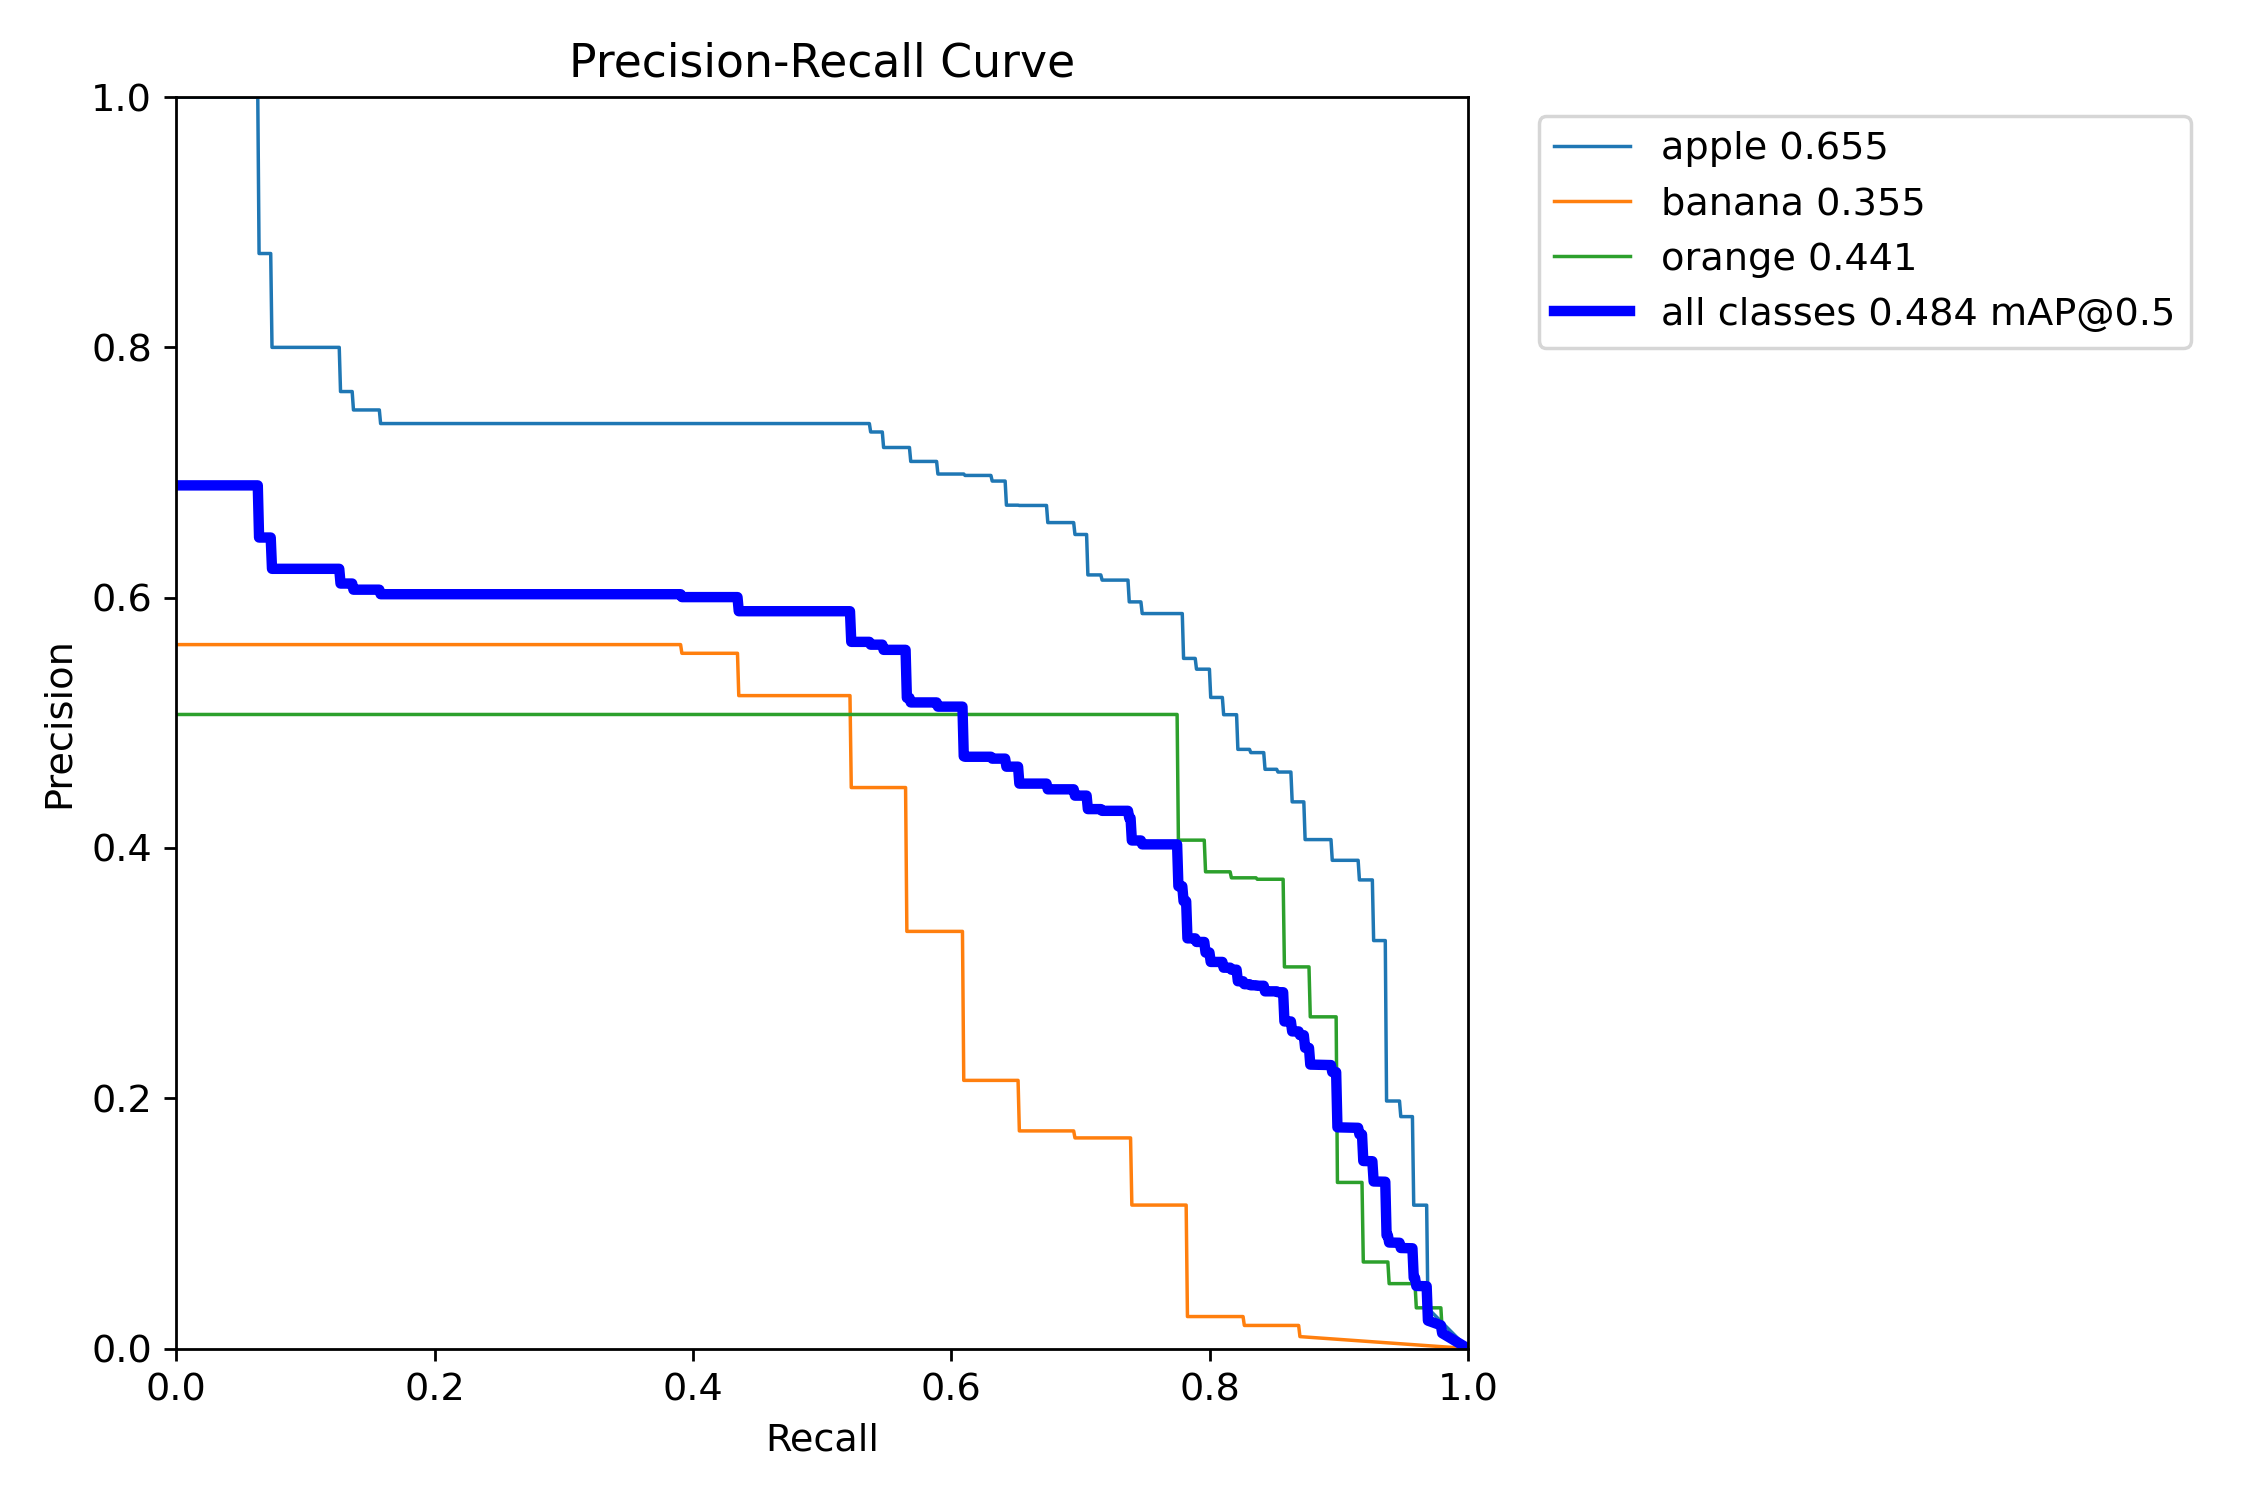 Precision-Recall Curve
1.0
0.8
0.6
0.4
0.2
0.0
Precision
0.0 0.2 0.4 0.6 0.8 1.0
Recall
apple 0.655
banana 0.355
orange 0.441
all classes 0.484 mAP@0.5